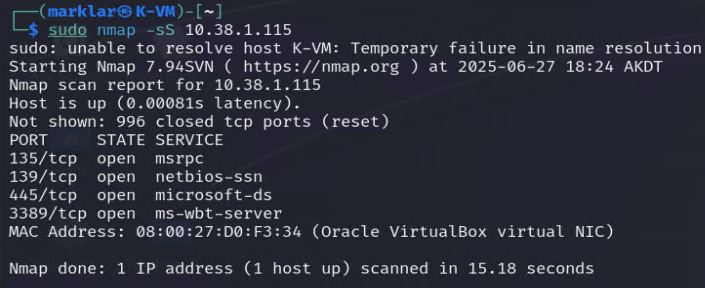 ┌──(marklar㉿K-VM)-[~]
└─$ sudo nmap -sS 10.38.1.115
sudo: unable to resolve host K-VM: Temporary failure in name resolution
Starting Nmap 7.94SVN ( https://nmap.org ) at 2025-06-27 18:24 AKDT
Nmap scan report for 10.38.1.115
Host is up (0.00081s latency).
Not shown: 996 closed tcp ports (reset)
PORT     STATE SERVICE
135/tcp  open  msrpc
139/tcp  open  netbios-ssn
445/tcp  open  microsoft-ds
3389/tcp open  ms-wbt-server
MAC Address: 08:00:27:D0:F3:34 (Oracle VirtualBox virtual NIC)
Nmap done: 1 IP address (1 host up) scanned in 15.18 seconds